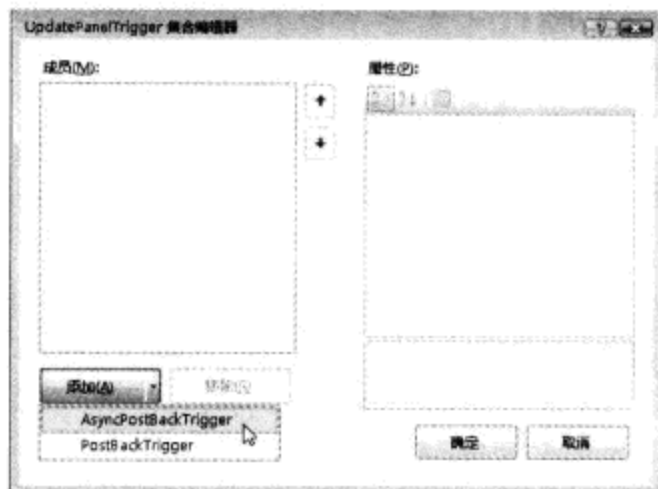 UpdatePanelTrigger 集合编辑器
成员(M):
属性(P):
添加(A)
移除(R)
AsyncPostBackTrigger
PostBackTrigger
确定
取消